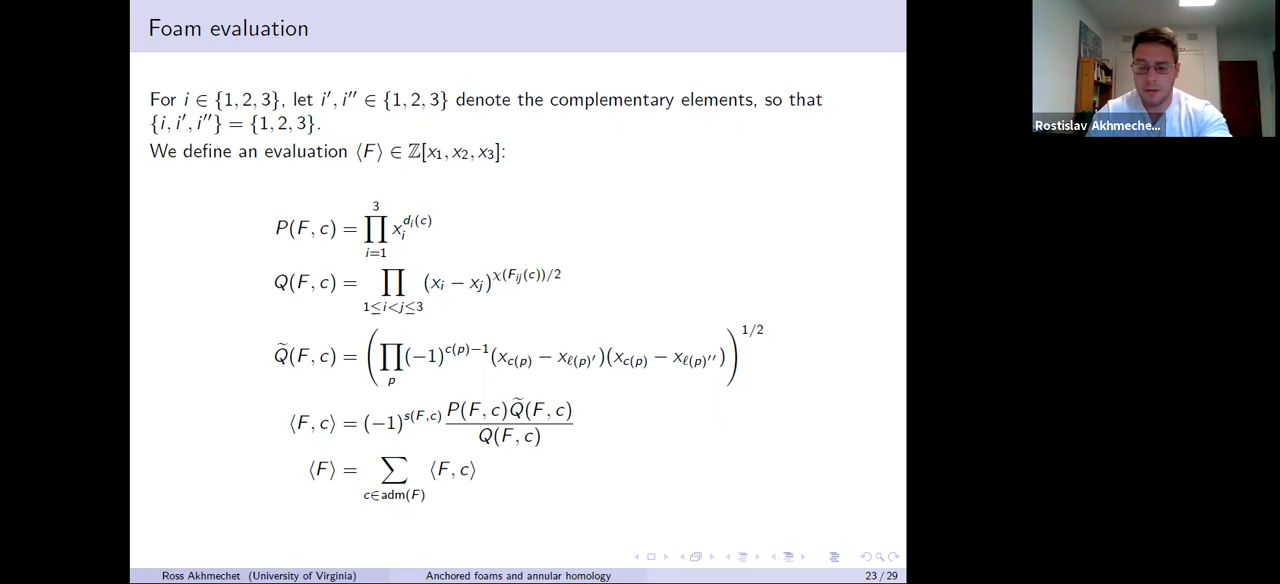 Foam evaluation
For i ∈ {1, 2, 3}, let i′, i″ ∈ {1, 2, 3} denote the complementary elements, so that
{i, i′, i″} = {1, 2, 3}.
We define an evaluation ⟨F⟩ ∈ ℤ[x₁, x₂, x₃]:
P(F, c) = ∏_{i=1}^{3} x_i^{d_i(c)}
Q(F, c) = ∏_{1≤i<j≤3} (x_i − x_j)^{χ(F_{ij}(c))/2}
Q̃(F, c) = (∏_p (−1)^{c(p)−1}(x_{c(p)} − x_{ℓ(p)′})(x_{c(p)} − x_{ℓ(p)″}))^{1/2}
⟨F, c⟩ = (−1)^{s(F,c)} P(F, c)Q̃(F, c) / Q(F, c)
⟨F⟩ = ∑_{c∈adm(F)} ⟨F, c⟩
Ross Akhmechet (University of Virginia) Anchored foams and annular homology 23 / 29
Rostislav Akhmeche...